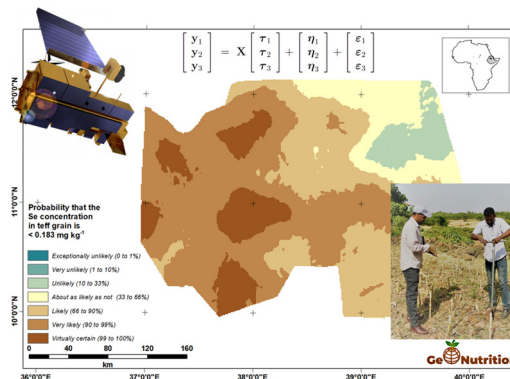 y1 = X τ1 + η1 + ε1
y2 τ2 η2 ε2
y3 τ3 η3 ε3
12°0'0"N
11°0'0"N
10°0'0"N
Probability that the
Se concentration
in teff grain is
< 0.183 mg kg-1
Exceptionally unlikely (0 to 1%)
Very unlikely (1 to 10%)
Unlikely (10 to 33%)
About as likely as not (33 to 66%)
Likely (66 to 90%)
Very likely (90 to 99%)
Virtually certain (99 to 100%)
0 40 80 120 160
km
GeoNutrition
36°0'0"E 37°0'0"E 38°0'0"E 39°0'0"E 40°0'0"E